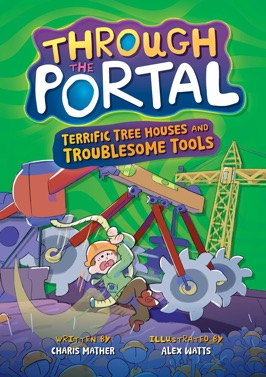 THROUGH
THE
PORTAL
TERRIFIC TREE HOUSES AND
TROUBLESOME TOOLS
WRITTEN BY
CHARIS MATHER
ILLUSTRATED BY
ALEX WATTS